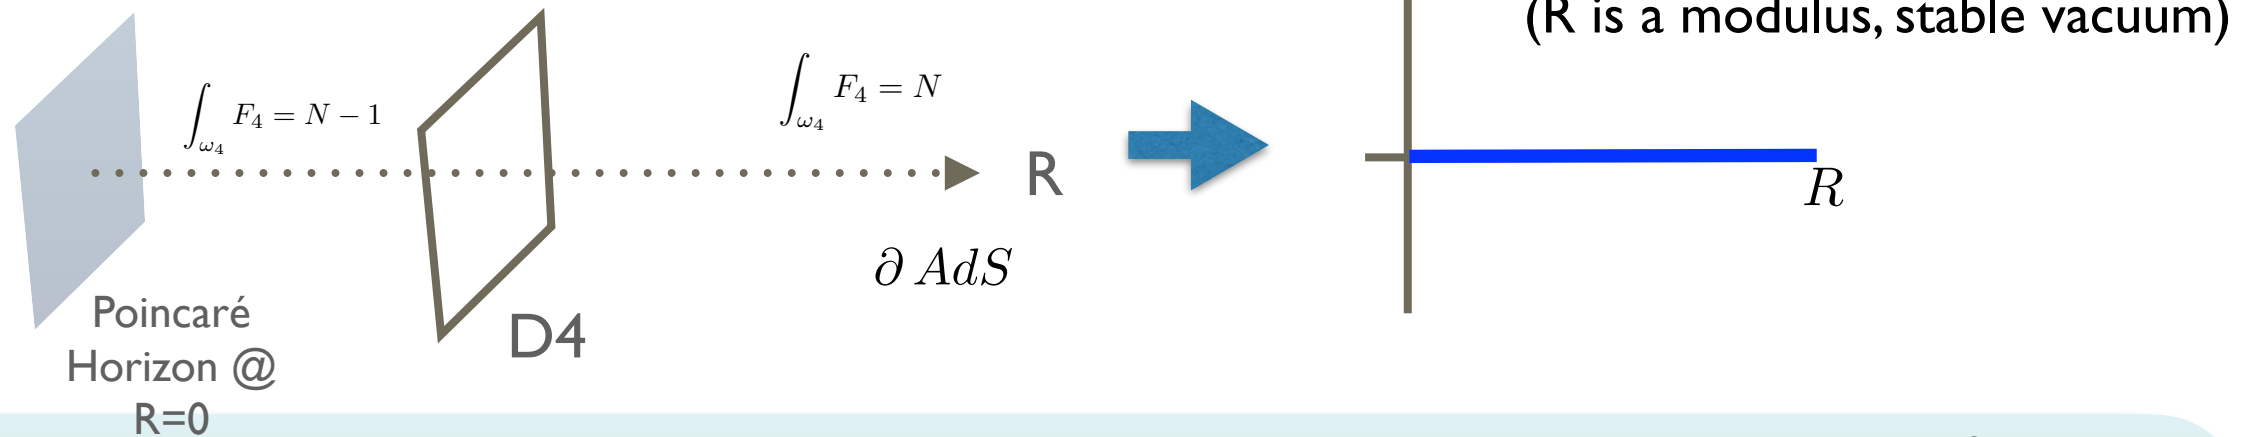 (R is a modulus, stable vacuum)
∫_{ω₄} F₄ = N − 1
∫_{ω₄} F₄ = N
R
R
∂ AdS
D4
Poincaré
Horizon @
R=0